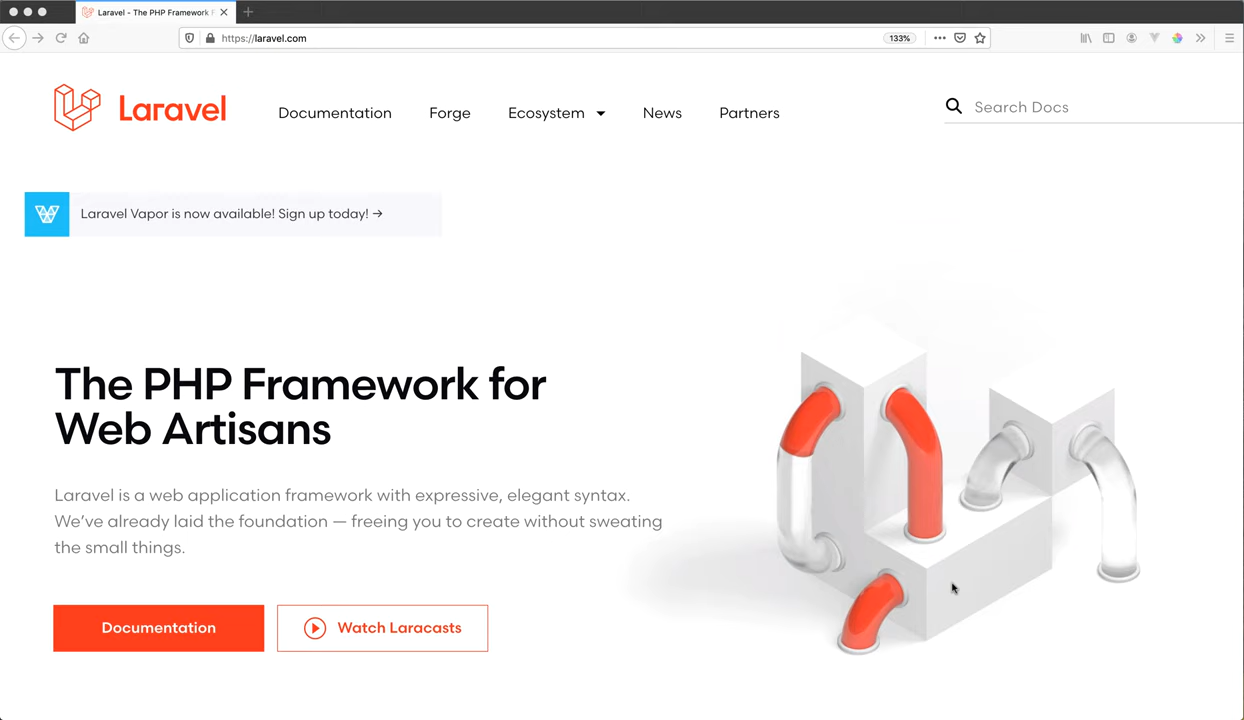 Laravel - The PHP Framework F
https://laravel.com
133%
Laravel
Documentation
Forge
Ecosystem
News
Partners
Search Docs
Laravel Vapor is now available! Sign up today! →
The PHP Framework for
Web Artisans
Laravel is a web application framework with expressive, elegant syntax.
We’ve already laid the foundation — freeing you to create without sweating
the small things.
Documentation
Watch Laracasts